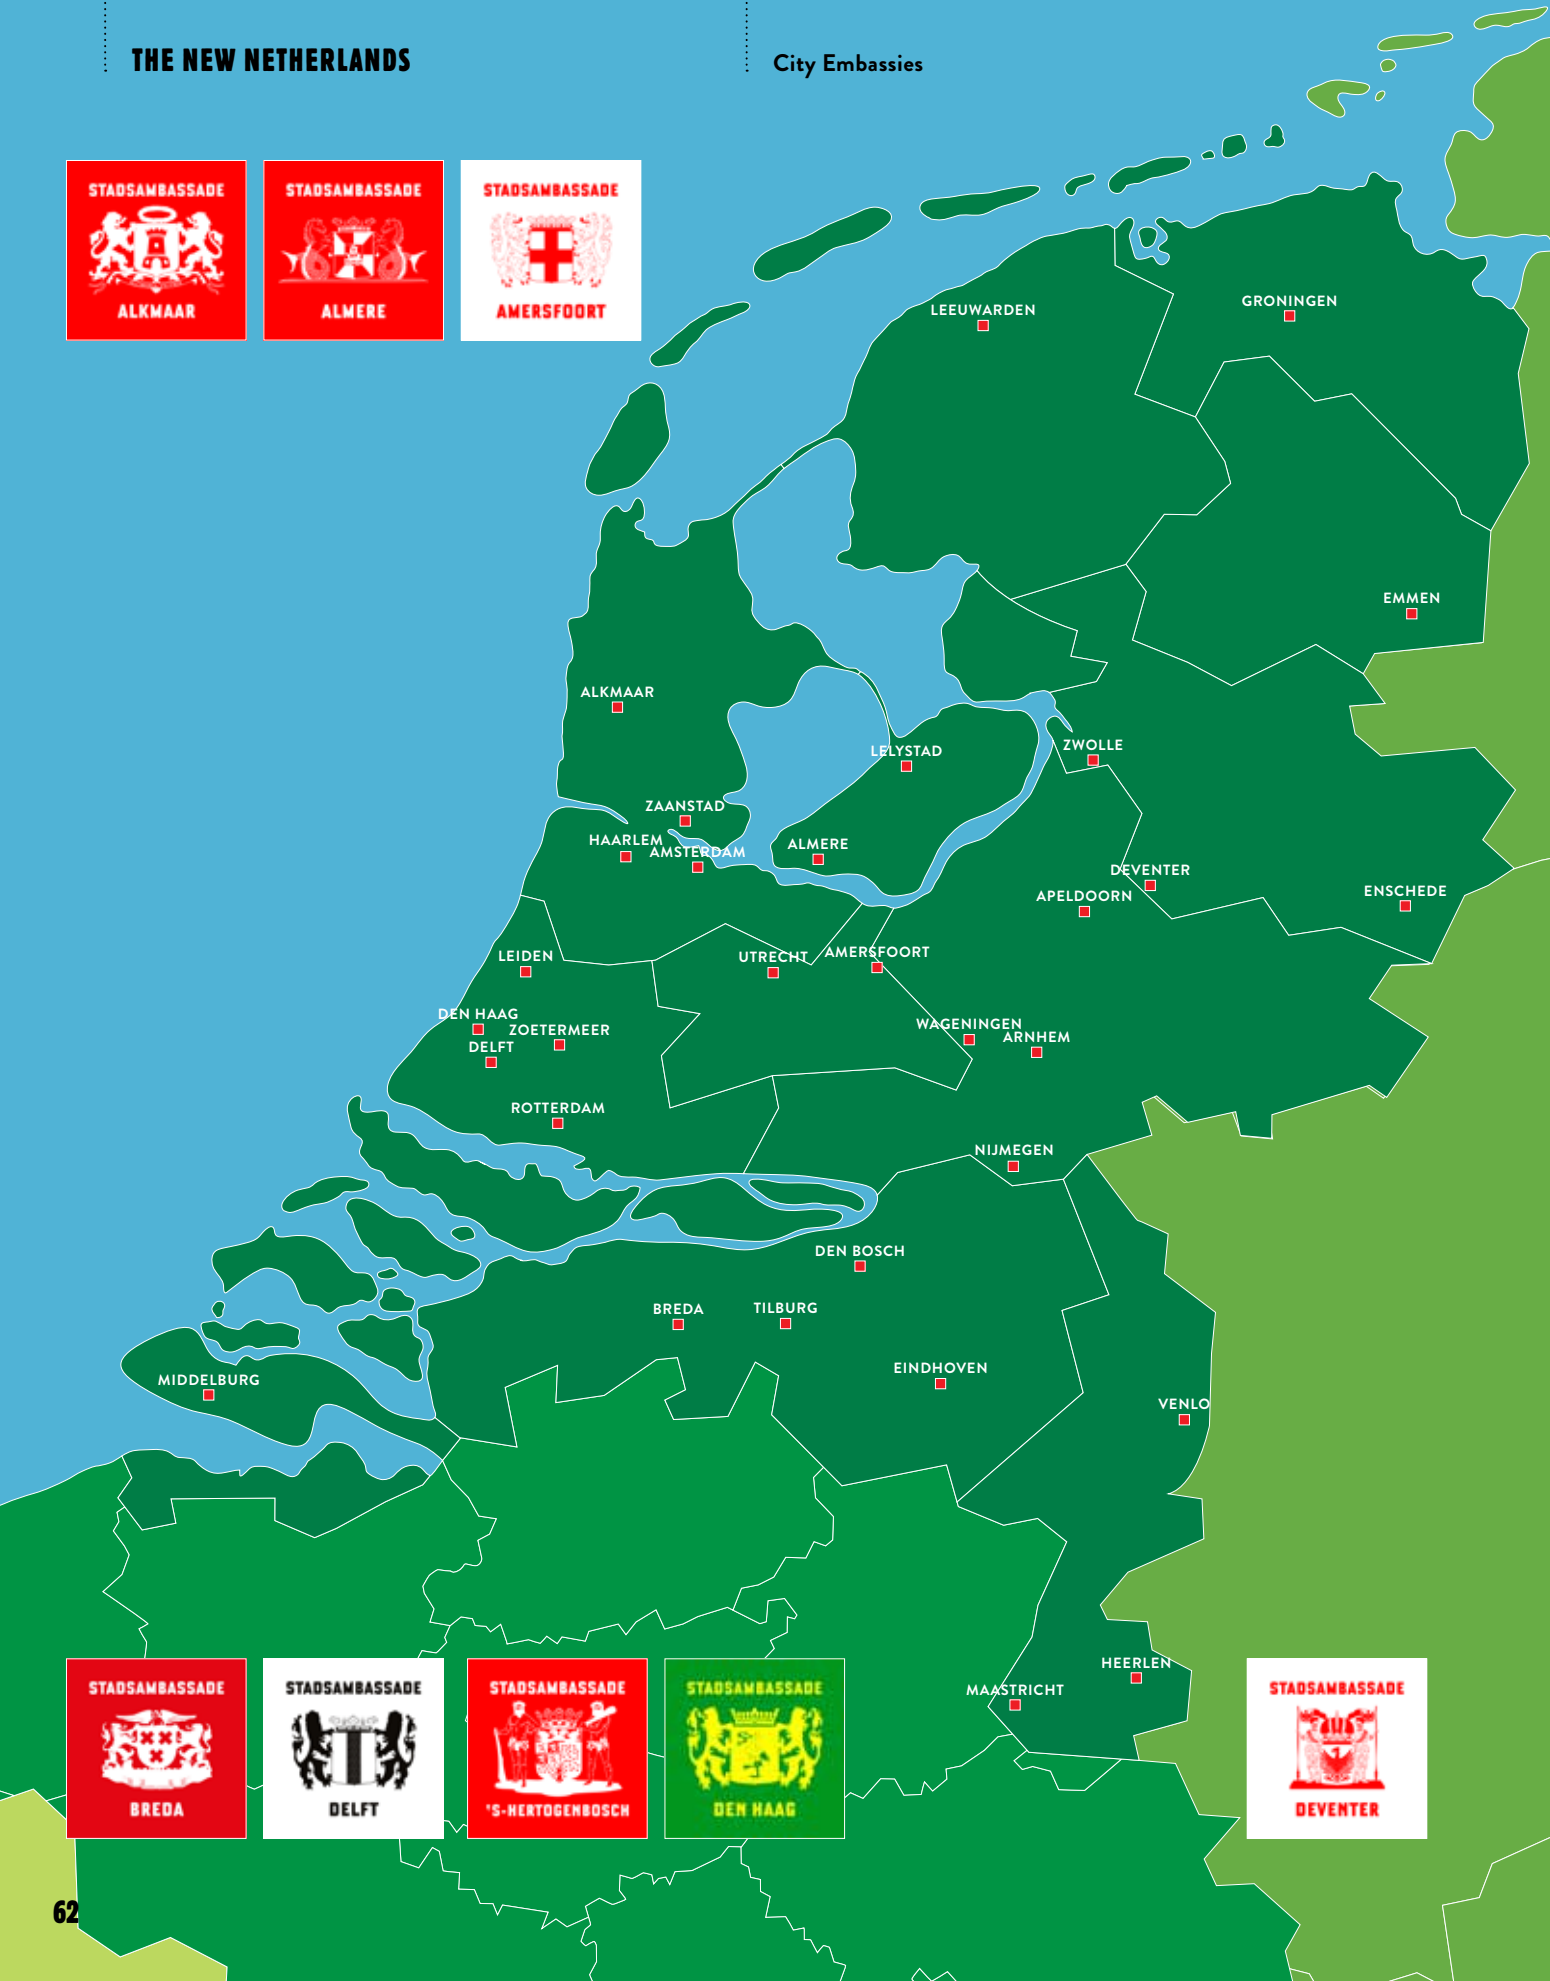 THE NEW NETHERLANDS
City Embassies
STADSAMBASSADE
ALKMAAR
STADSAMBASSADE
ALMERE
STADSAMBASSADE
AMERSFOORT
LEEUWARDEN
GRONINGEN
EMMEN
ALKMAAR
LELYSTAD
ZWOLLE
ZAANSTAD
HAARLEM
AMSTERDAM
ALMERE
DEVENTER
APELDOORN
ENSCHEDE
LEIDEN
UTRECHT
AMERSFOORT
DEN HAAG
ZOETERMEER
DELFT
WAGENINGEN
ARNHEM
ROTTERDAM
NIJMEGEN
DEN BOSCH
BREDA
TILBURG
EINDHOVEN
MIDDELBURG
VENLO
HEERLEN
MAASTRICHT
STADSAMBASSADE
BREDA
STADSAMBASSADE
DELFT
STADSAMBASSADE
'S-HERTOGENBOSCH
STADSAMBASSADE
DEN HAAG
STADSAMBASSADE
DEVENTER
62